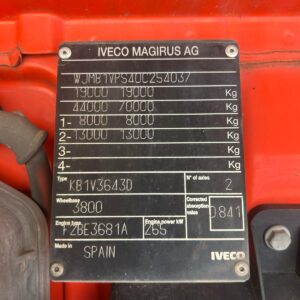 IVECO MAGIRUS AG
WJMB1VPS40C254037
19000 19000 Kg
44000 70000 Kg
1- 8000 8000 Kg
2- 13000 13000 Kg
3- Kg
4- Kg
Type KB1V3643D N° of axles 2
Wheelbase 3800 Corrected absorption value 0841
Engine type F2BE3681A Engine power kW 265
Made in SPAIN IVECO